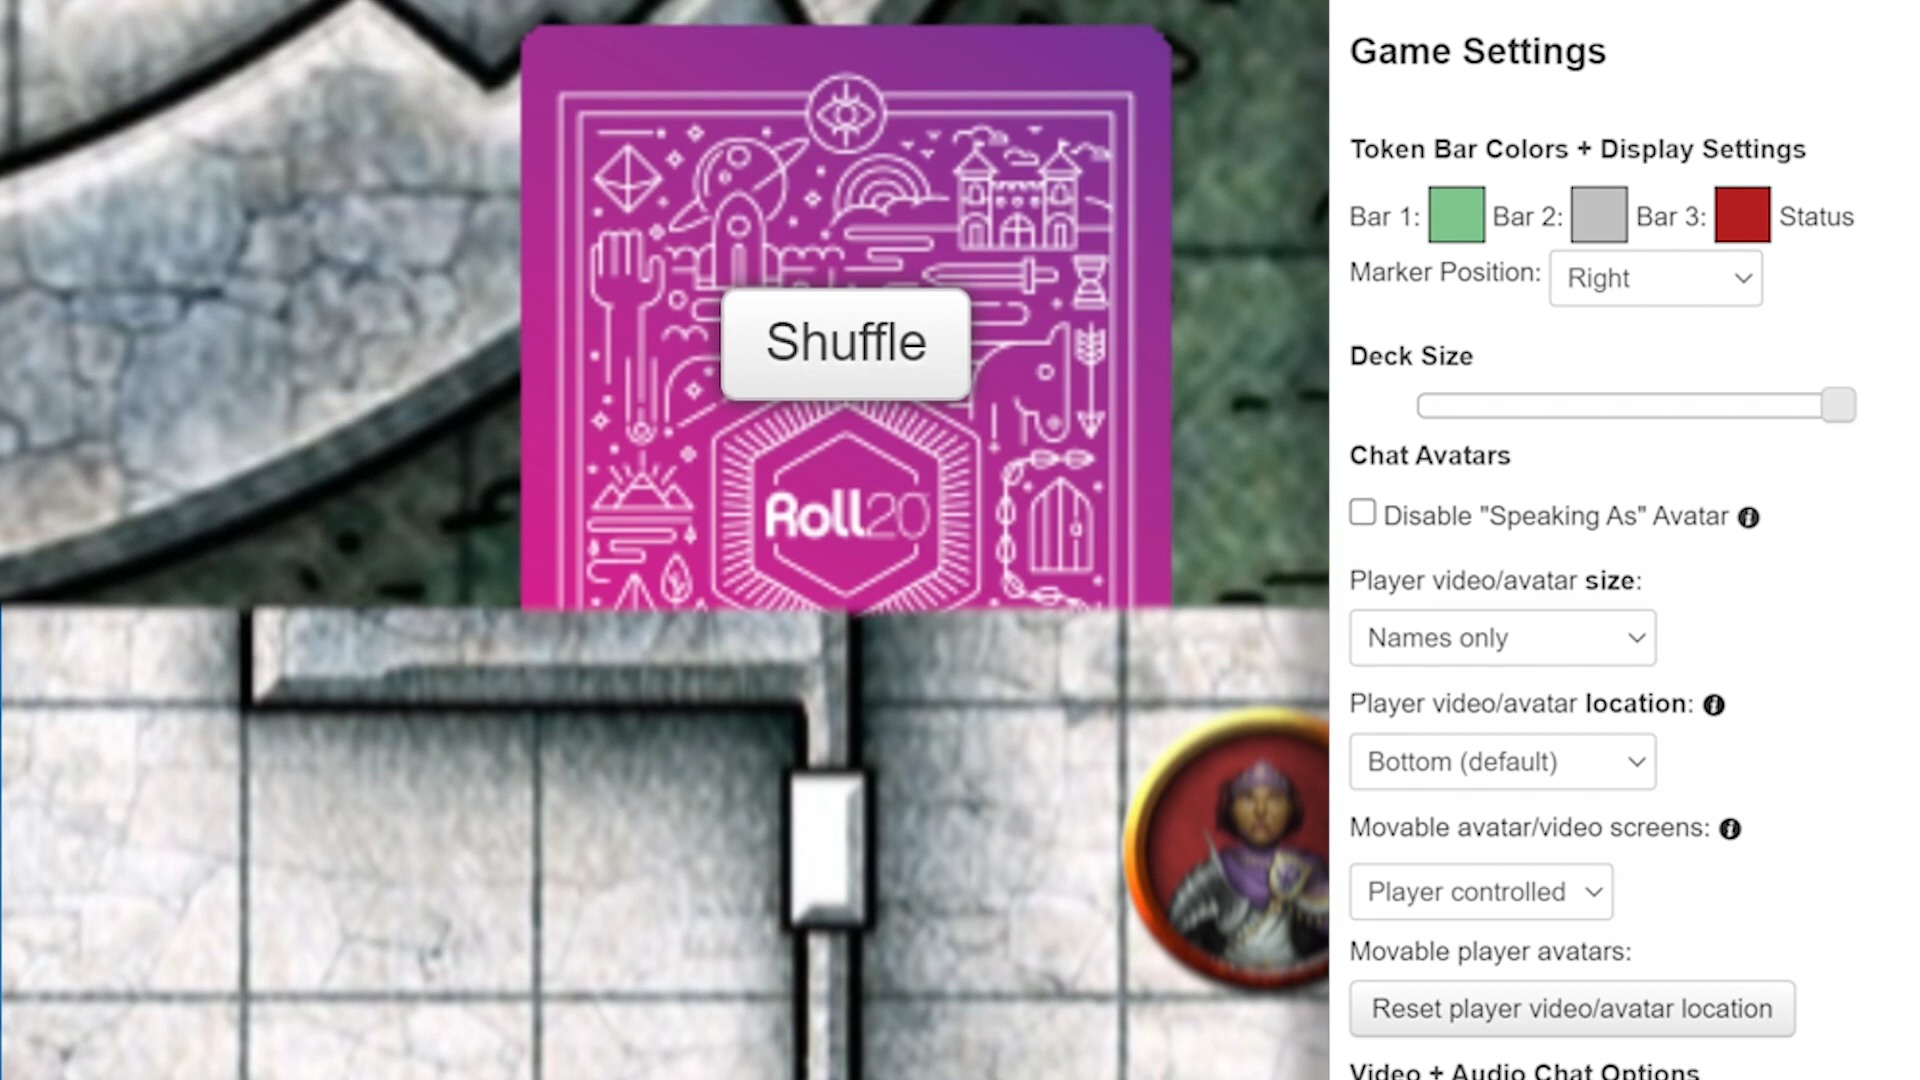 Shuffle
Roll20
Game Settings
Token Bar Colors + Display Settings
Bar 1: Bar 2: Bar 3: Status
Marker Position: Right
Deck Size
Chat Avatars
Disable "Speaking As" Avatar
Player video/avatar size:
Names only
Player video/avatar location:
Bottom (default)
Movable avatar/video screens:
Player controlled
Movable player avatars:
Reset player video/avatar location
Video + Audio Chat Options